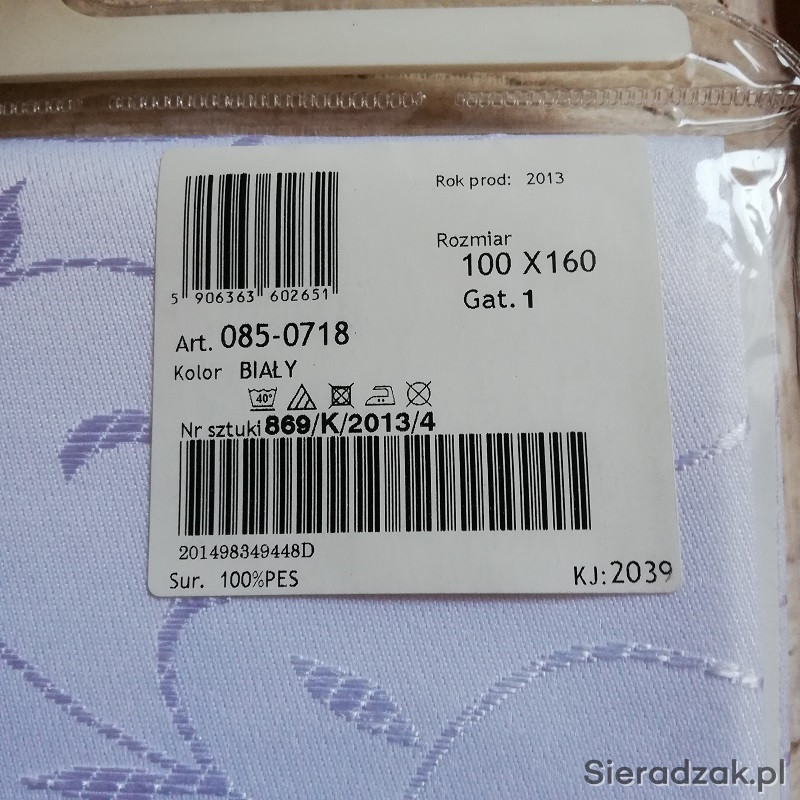 Rok prod: 2013
Rozmiar
100 X160
Gat. 1
5 906363 602651
Art. 085-0718
Kolor BIAŁY
40°
Nr sztuki 869/K/2013/4
201498349448D
Sur. 100%PES
KJ:2039
Sieradzak.pl